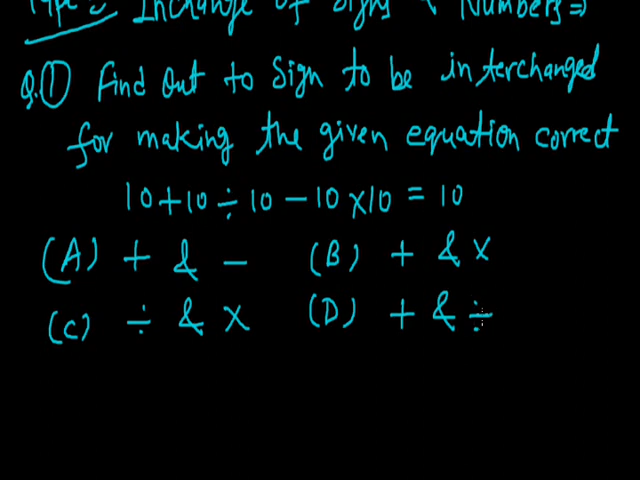 Inchange of Signs & Numbers⇒
Q.① Find Out to Sign to be interchanged
for making the given equation correct
10+10÷10−10×10=10
(A) + & − (B) + & ×
(C) ÷ & × (D) + & ÷